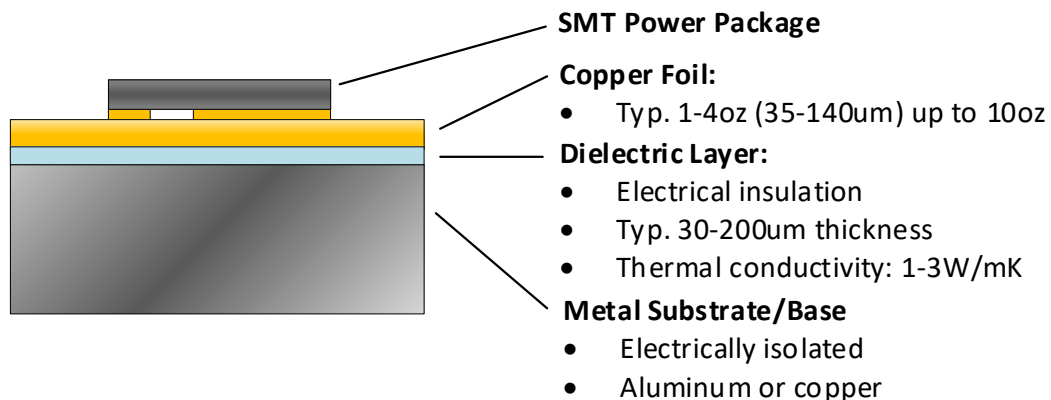 SMT Power Package
Copper Foil:
• Typ. 1-4oz (35-140um) up to 10oz
Dielectric Layer:
• Electrical insulation
• Typ. 30-200um thickness
• Thermal conductivity: 1-3W/mK
Metal Substrate/Base
• Electrically isolated
• Aluminum or copper